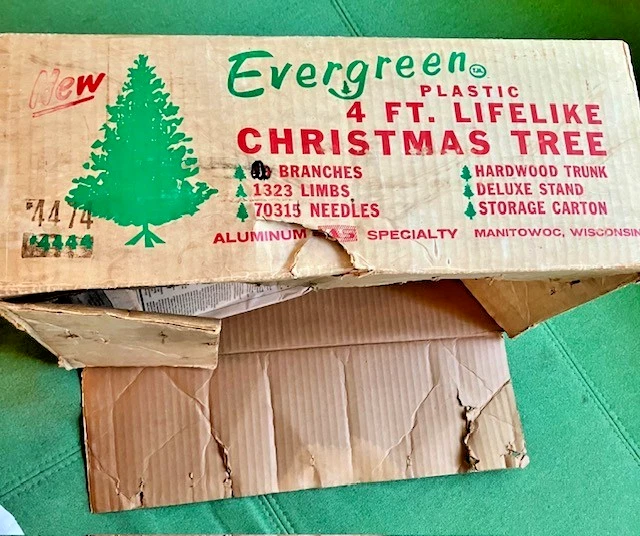 New
Evergreen
PLASTIC
4 FT. LIFELIKE
CHRISTMAS TREE
BRANCHES
1323 LIMBS
70315 NEEDLES
HARDWOOD TRUNK
DELUXE STAND
STORAGE CARTON
#4474
#4444
ALUMINUM SPECIALTY MANITOWOC, WISCONSIN